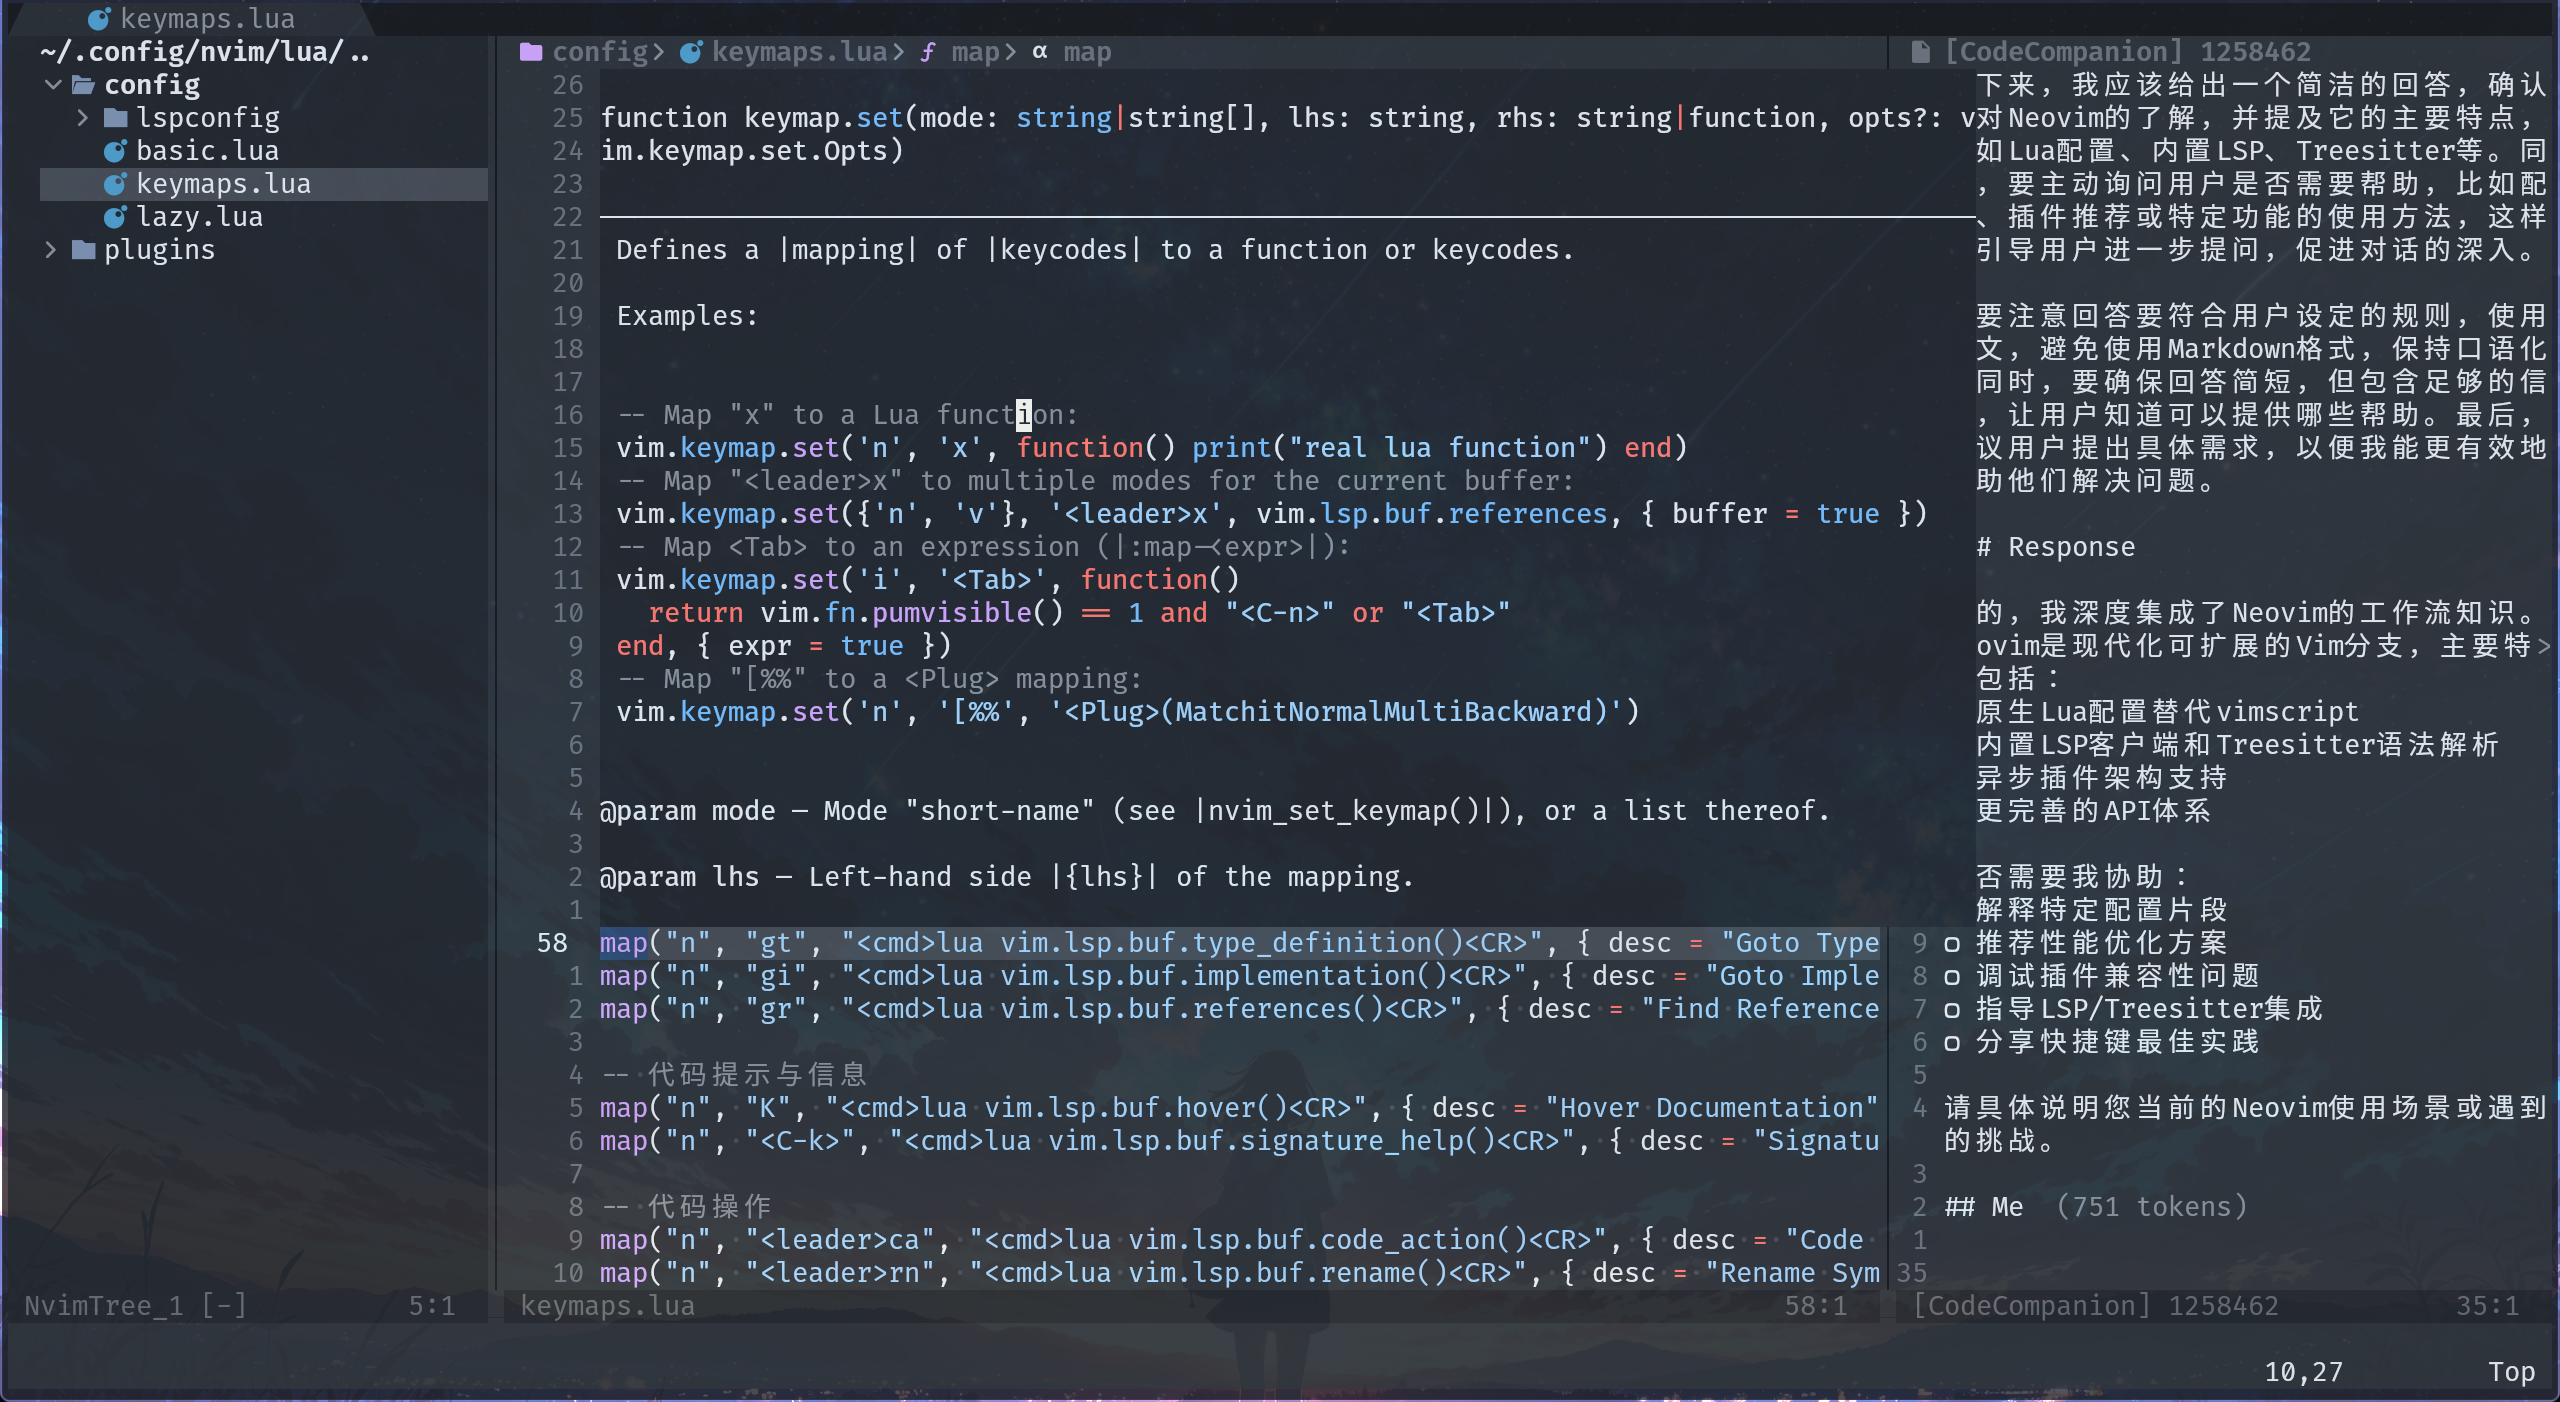 keymaps.lua
~/.config/nvim/lua/..
config
lspconfig
basic.lua
keymaps.lua
lazy.lua
plugins
NvimTree_1 [-] 5:1
config> keymaps.lua> ƒ map> α map
26
25 function keymap.set(mode: string|string[], lhs: string, rhs: string|function, opts?: v
24 im.keymap.set.Opts)
23
22
21 Defines a |mapping| of |keycodes| to a function or keycodes.
20
19 Examples:
18
17
16 -- Map "x" to a Lua function:
15 vim.keymap.set('n', 'x', function() print("real lua function") end)
14 -- Map "<leader>x" to multiple modes for the current buffer:
13 vim.keymap.set({'n', 'v'}, '<leader>x', vim.lsp.buf.references, { buffer = true })
12 -- Map <Tab> to an expression (|:map-<expr>|):
11 vim.keymap.set('i', '<Tab>', function()
10 return vim.fn.pumvisible() == 1 and "<C-n>" or "<Tab>"
9 end, { expr = true })
8 -- Map "[%%" to a <Plug> mapping:
7 vim.keymap.set('n', '[%%', '<Plug>(MatchitNormalMultiBackward)')
6
5
4 @param mode — Mode "short-name" (see |nvim_set_keymap()|), or a list thereof.
3
2 @param lhs — Left-hand side |{lhs}| of the mapping.
1
58 map("n", "gt", "<cmd>lua vim.lsp.buf.type_definition()<CR>", { desc = "Goto Type
1 map("n", "gi", "<cmd>lua vim.lsp.buf.implementation()<CR>", { desc = "Goto Imple
2 map("n", "gr", "<cmd>lua vim.lsp.buf.references()<CR>", { desc = "Find Reference
3
4 -- 代码提示与信息
5 map("n", "K", "<cmd>lua vim.lsp.buf.hover()<CR>", { desc = "Hover Documentation"
6 map("n", "<C-k>", "<cmd>lua vim.lsp.buf.signature_help()<CR>", { desc = "Signatu
7
8 -- 代码操作
9 map("n", "<leader>ca", "<cmd>lua vim.lsp.buf.code_action()<CR>", { desc = "Code
10 map("n", "<leader>rn", "<cmd>lua vim.lsp.buf.rename()<CR>", { desc = "Rename Sym
keymaps.lua 58:1
[CodeCompanion] 1258462
下来，我应该给出一个简洁的回答，确认
对Neovim的了解，并提及它的主要特点，
如Lua配置、内置LSP、Treesitter等。同
，要主动询问用户是否需要帮助，比如配
、插件推荐或特定功能的使用方法，这样
引导用户进一步提问，促进对话的深入。
要注意回答要符合用户设定的规则，使用
文，避免使用Markdown格式，保持口语化
同时，要确保回答简短，但包含足够的信
，让用户知道可以提供哪些帮助。最后，
议用户提出具体需求，以便我能更有效地
助他们解决问题。
# Response
的，我深度集成了Neovim的工作流知识。
ovim是现代化可扩展的Vim分支，主要特>
包括：
原生Lua配置替代vimscript
内置LSP客户端和Treesitter语法解析
异步插件架构支持
更完善的API体系
否需要我协助：
解释特定配置片段
9 推荐性能优化方案
8 调试插件兼容性问题
7 指导LSP/Treesitter集成
6 分享快捷键最佳实践
5
4 请具体说明您当前的Neovim使用场景或遇到
的挑战。
3
2 ## Me (751 tokens)
1
35
[CodeCompanion] 1258462 35:1
10,27 Top